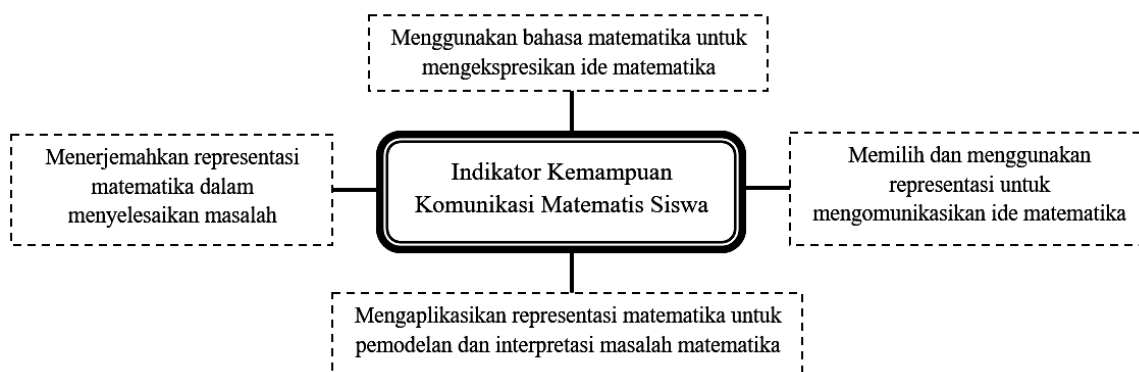 Menggunakan bahasa matematika untuk
mengekspresikan ide matematika
Menerjemahkan representasi
matematika dalam
menyelesaikan masalah
Indikator Kemampuan
Komunikasi Matematis Siswa
Memilih dan menggunakan
representasi untuk
mengomunikasikan ide matematika
Mengaplikasikan representasi matematika untuk
pemodelan dan interpretasi masalah matematika